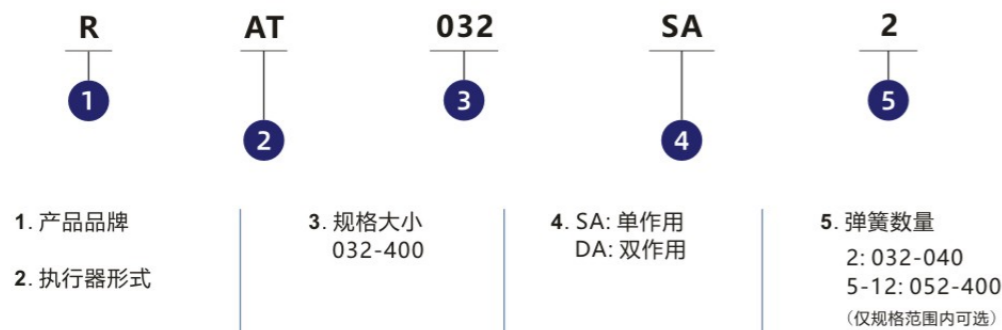 R AT 032 SA 2
1 2 3 4 5
1. 产品品牌
2. 执行器形式
3. 规格大小
032-400
4. SA: 单作用
DA: 双作用
5. 弹簧数量
2: 032-040
5-12: 052-400
(仅规格范围内可选)